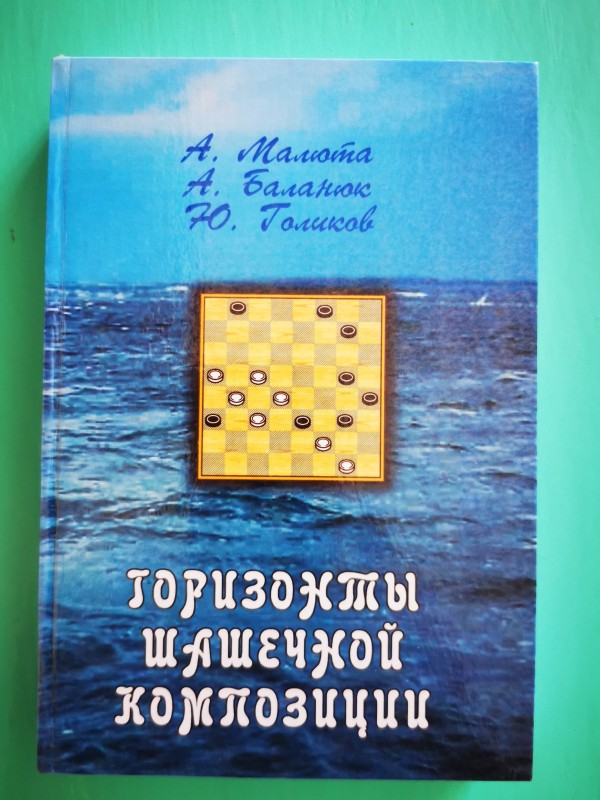 А. Малюта
А. Баланюк
Ю. Голиков
ГОРИЗОНТЫ
ШАШЕЧНОЙ
КОМПОЗИЦИИ